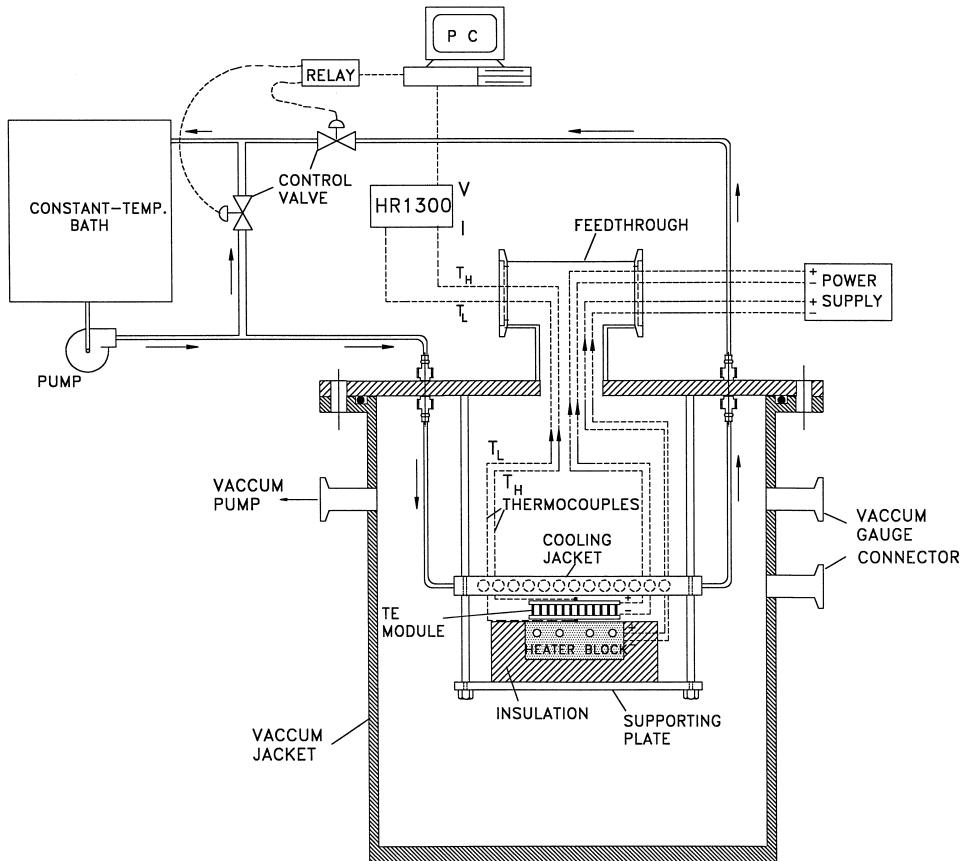 P C
RELAY
CONTROL
VALVE
CONSTANT-TEMP.
BATH
HR1300
V
I
FEEDTHROUGH
T_H
T_L
+
-
+
-
POWER
SUPPLY
PUMP
T_L
T_H
THERMOCOUPLES
VACCUM
PUMP
VACCUM
GAUGE
CONNECTOR
COOLING
JACKET
TE
MODULE
+
-
+
-
HEATER BLOCK
INSULATION
SUPPORTING
PLATE
VACCUM
JACKET